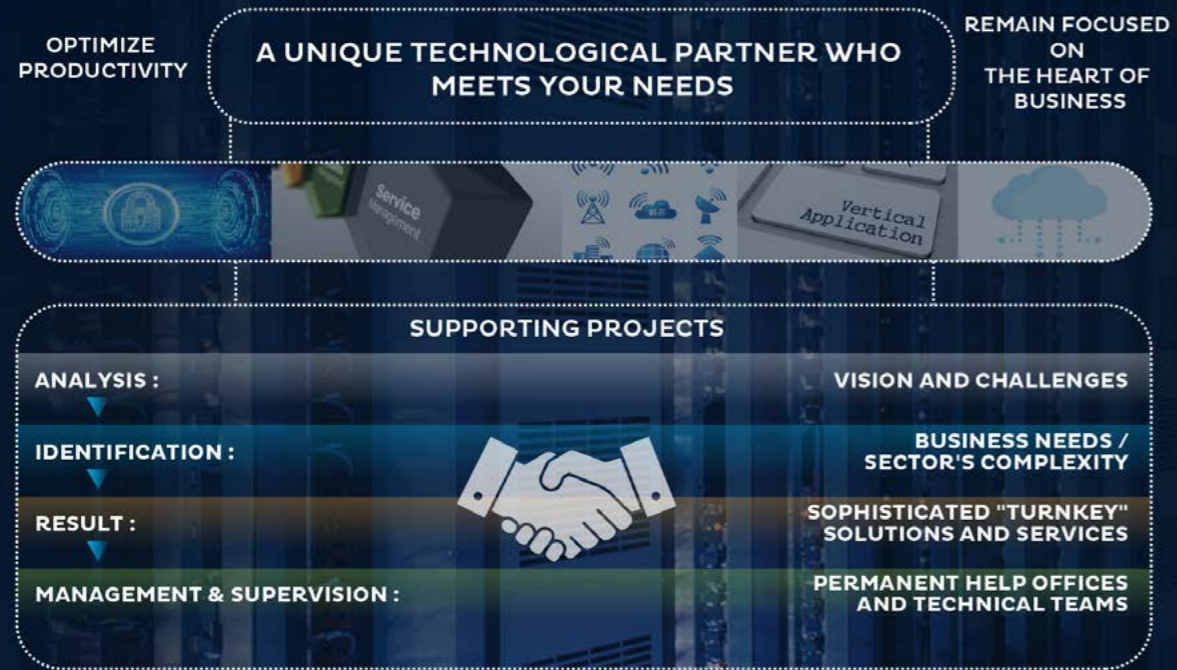 OPTIMIZE
PRODUCTIVITY
A UNIQUE TECHNOLOGICAL PARTNER WHO
MEETS YOUR NEEDS
REMAIN FOCUSED
ON
THE HEART OF
BUSINESS
Service
Management
WI-FI
Vertical
Application
SUPPORTING PROJECTS
ANALYSIS :
VISION AND CHALLENGES
IDENTIFICATION :
BUSINESS NEEDS /
SECTOR'S COMPLEXITY
RESULT :
SOPHISTICATED "TURNKEY"
SOLUTIONS AND SERVICES
MANAGEMENT & SUPERVISION :
PERMANENT HELP OFFICES
AND TECHNICAL TEAMS